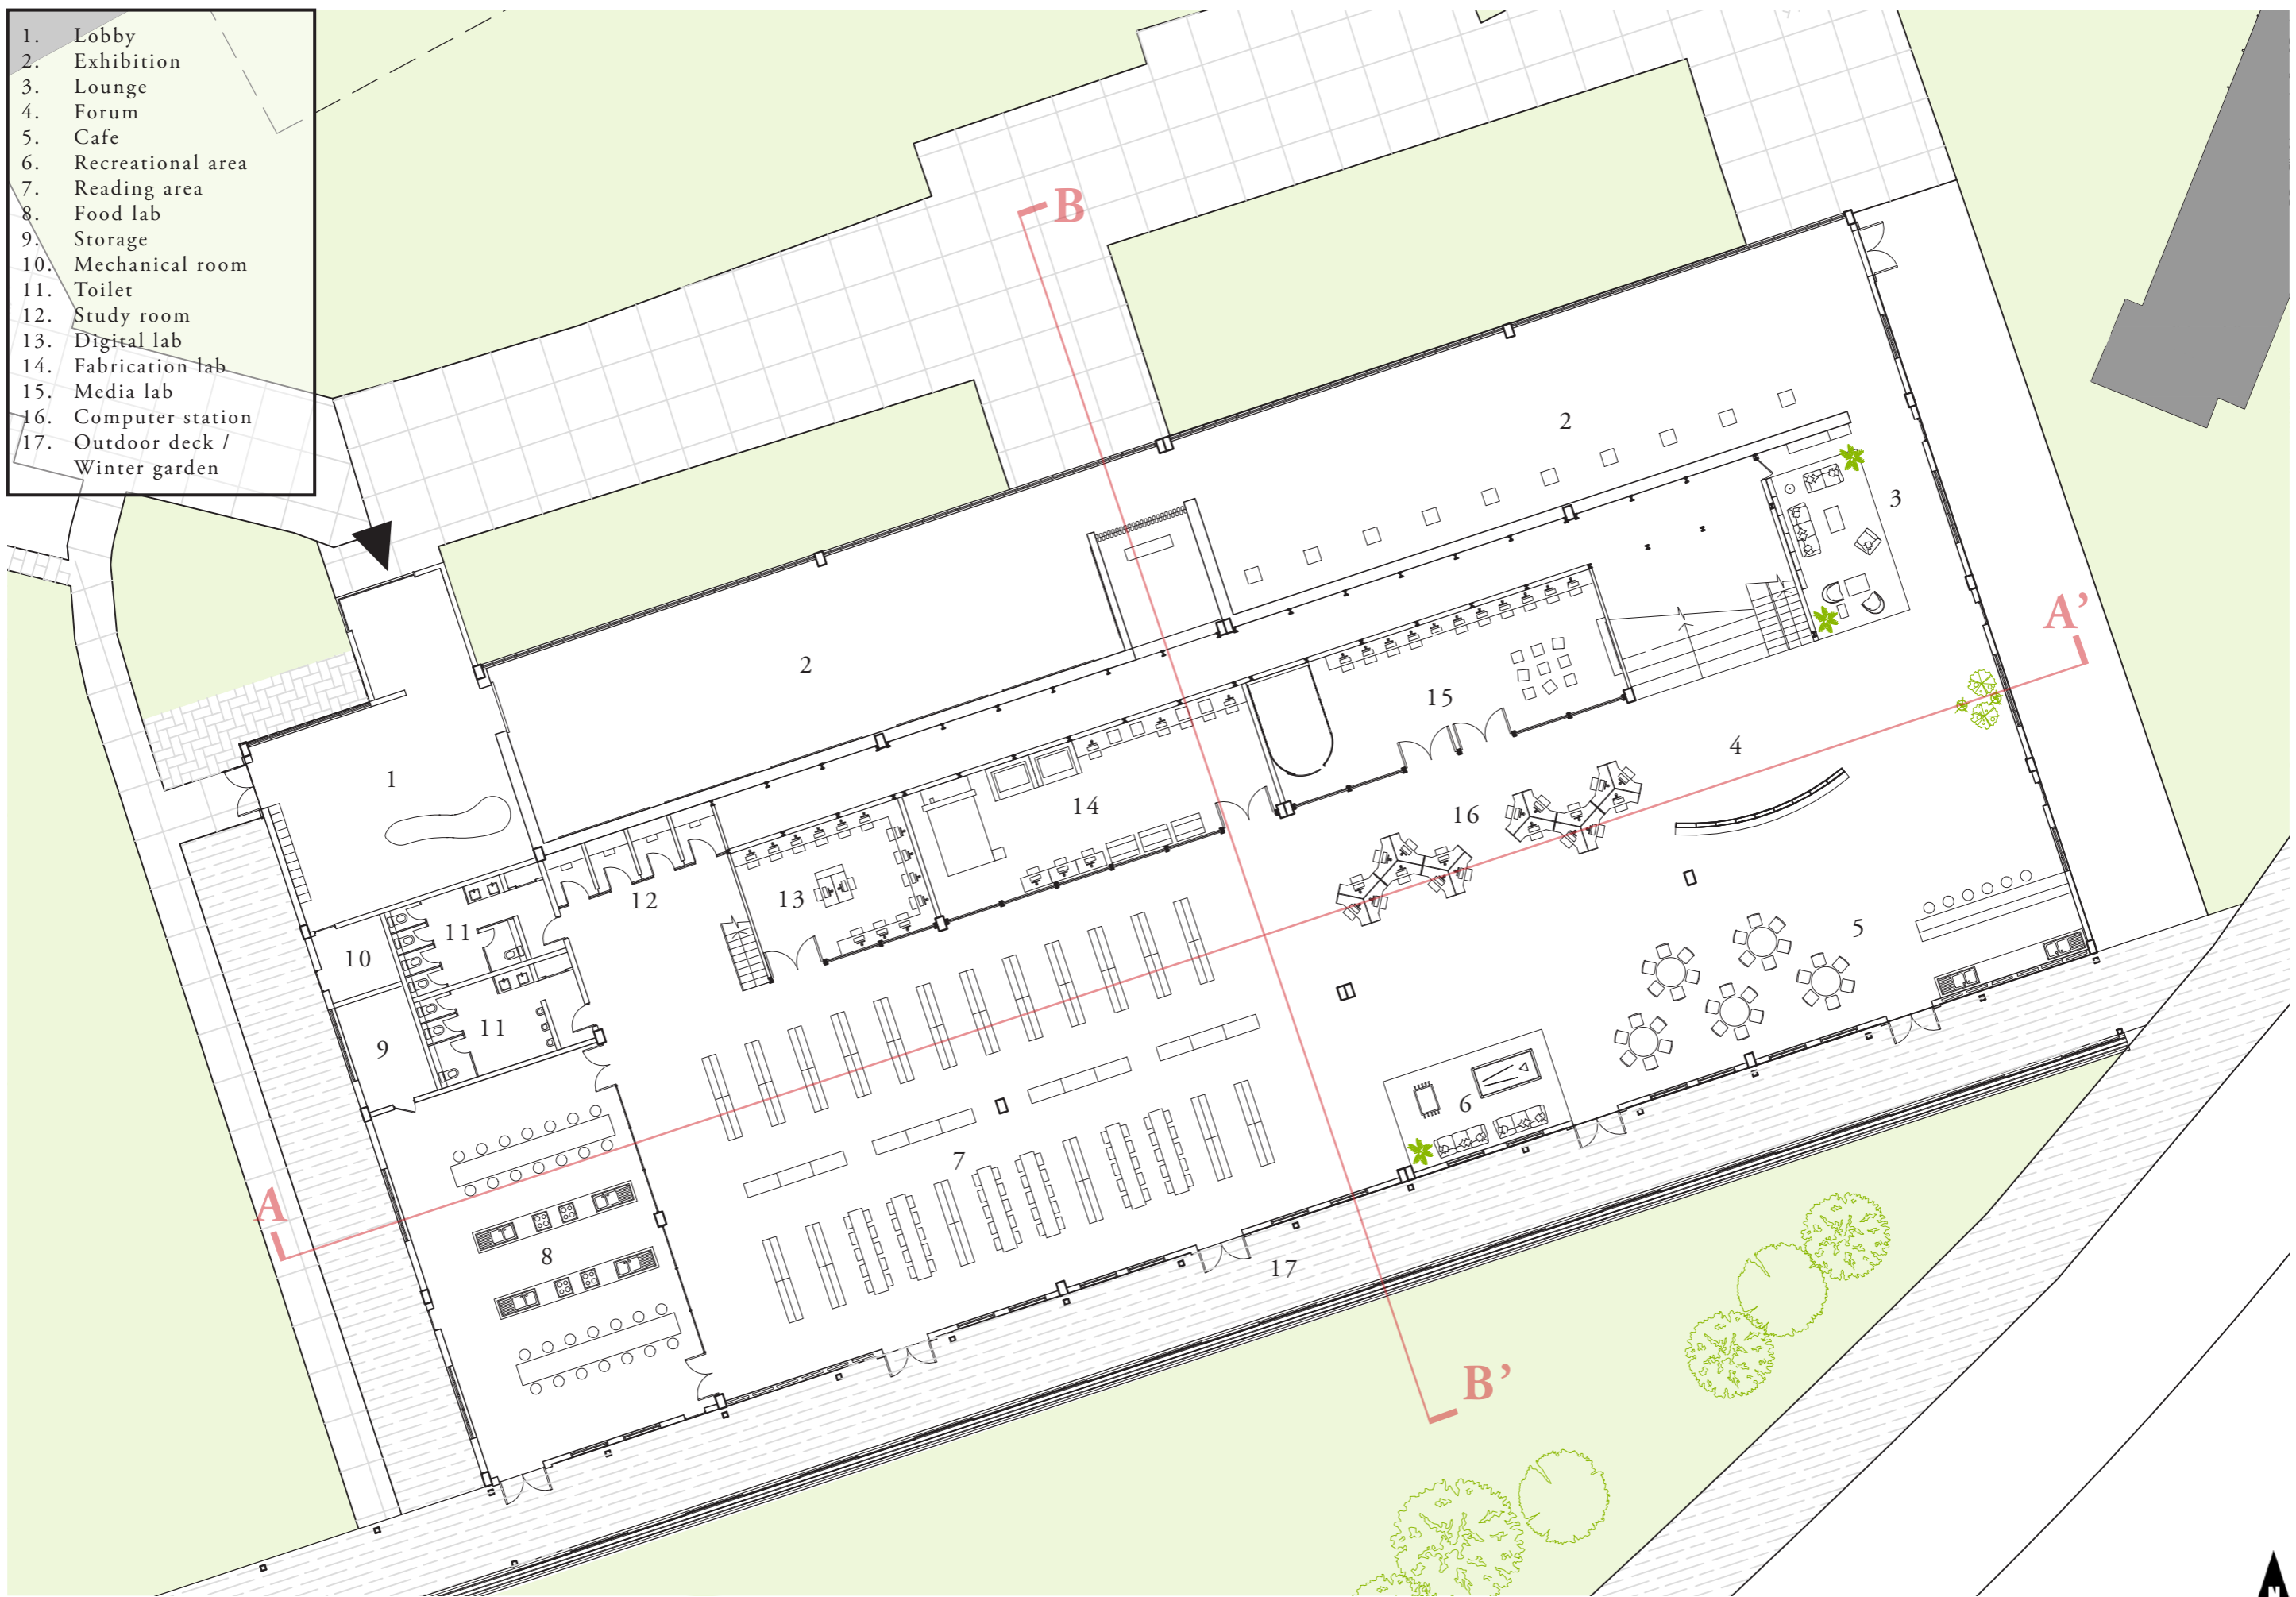 1. Lobby
2. Exhibition
3. Lounge
4. Forum
5. Cafe
6. Recreational area
7. Reading area
8. Food lab
9. Storage
10. Mechanical room
11. Toilet
12. Study room
13. Digital lab
14. Fabrication lab
15. Media lab
16. Computer station
17. Outdoor deck /
Winter garden
B
2
3
A’
2
15
4
1
14
16
12
13
5
11
10
11
9
6
7
A
8
17
B’
N